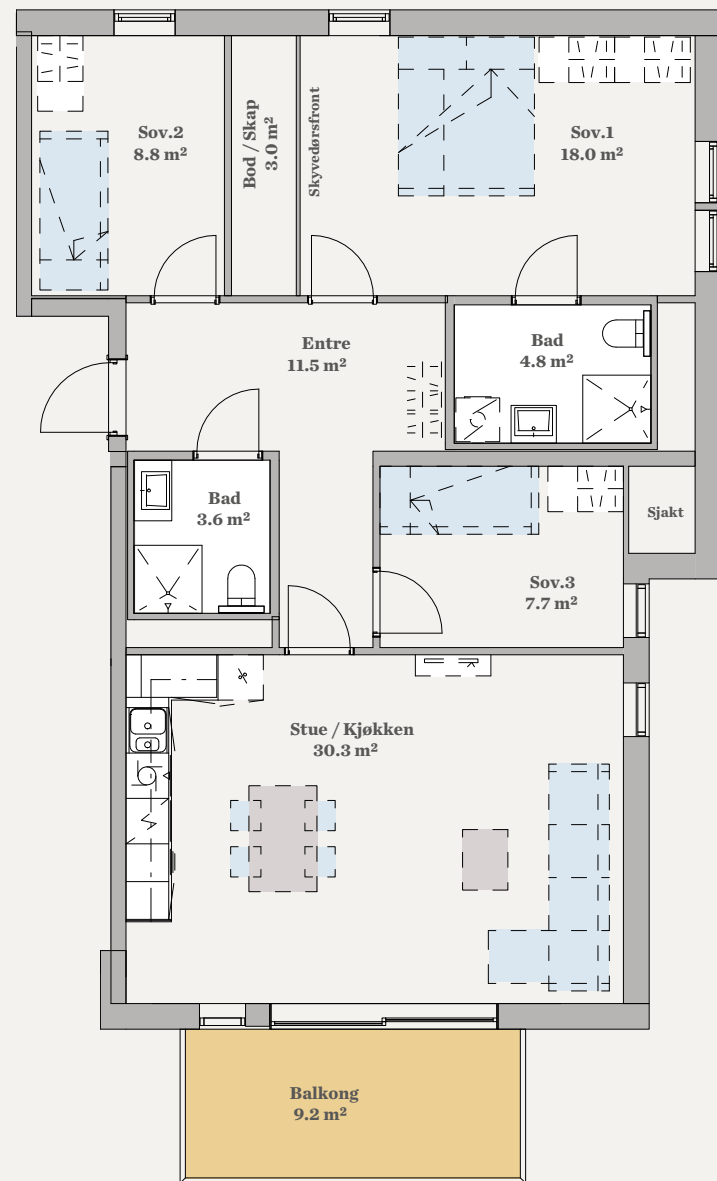 Sov.2
8.8 m²
Bod / Skap
3.0 m²
Skyvedørsfront
Sov.1
18.0 m²
Entre
11.5 m²
Bad
4.8 m²
Bad
3.6 m²
Sjakt
Sov.3
7.7 m²
Stue / Kjøkken
30.3 m²
Balkong
9.2 m²